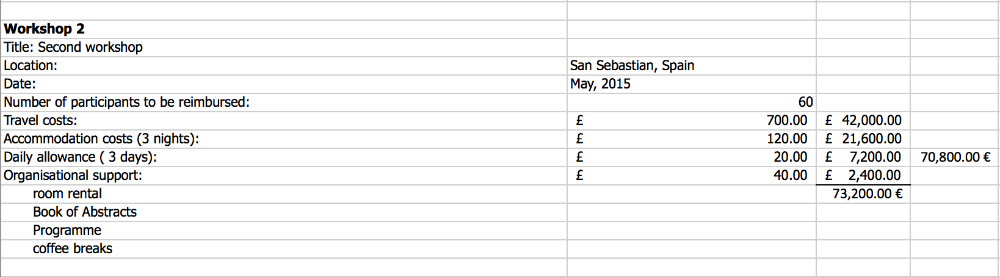 Workshop 2
Title: Second workshop
Location: San Sebastian, Spain
Date: May, 2015
Number of participants to be reimbursed: 60
Travel costs: £ 700.00 £ 42,000.00
Accommodation costs (3 nights): £ 120.00 £ 21,600.00
Daily allowance ( 3 days): £ 20.00 £ 7,200.00 70,800.00 €
Organisational support: £ 40.00 £ 2,400.00
room rental 73,200.00 €
Book of Abstracts
Programme
coffee breaks